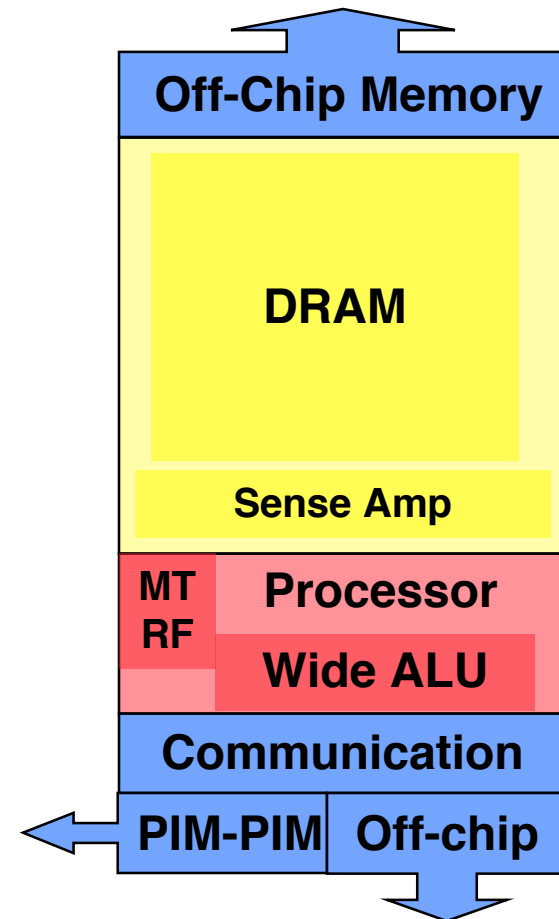 Off-Chip Memory
DRAM
Sense Amp
MT
RF
Processor
Wide ALU
Communication
PIM-PIM
Off-chip